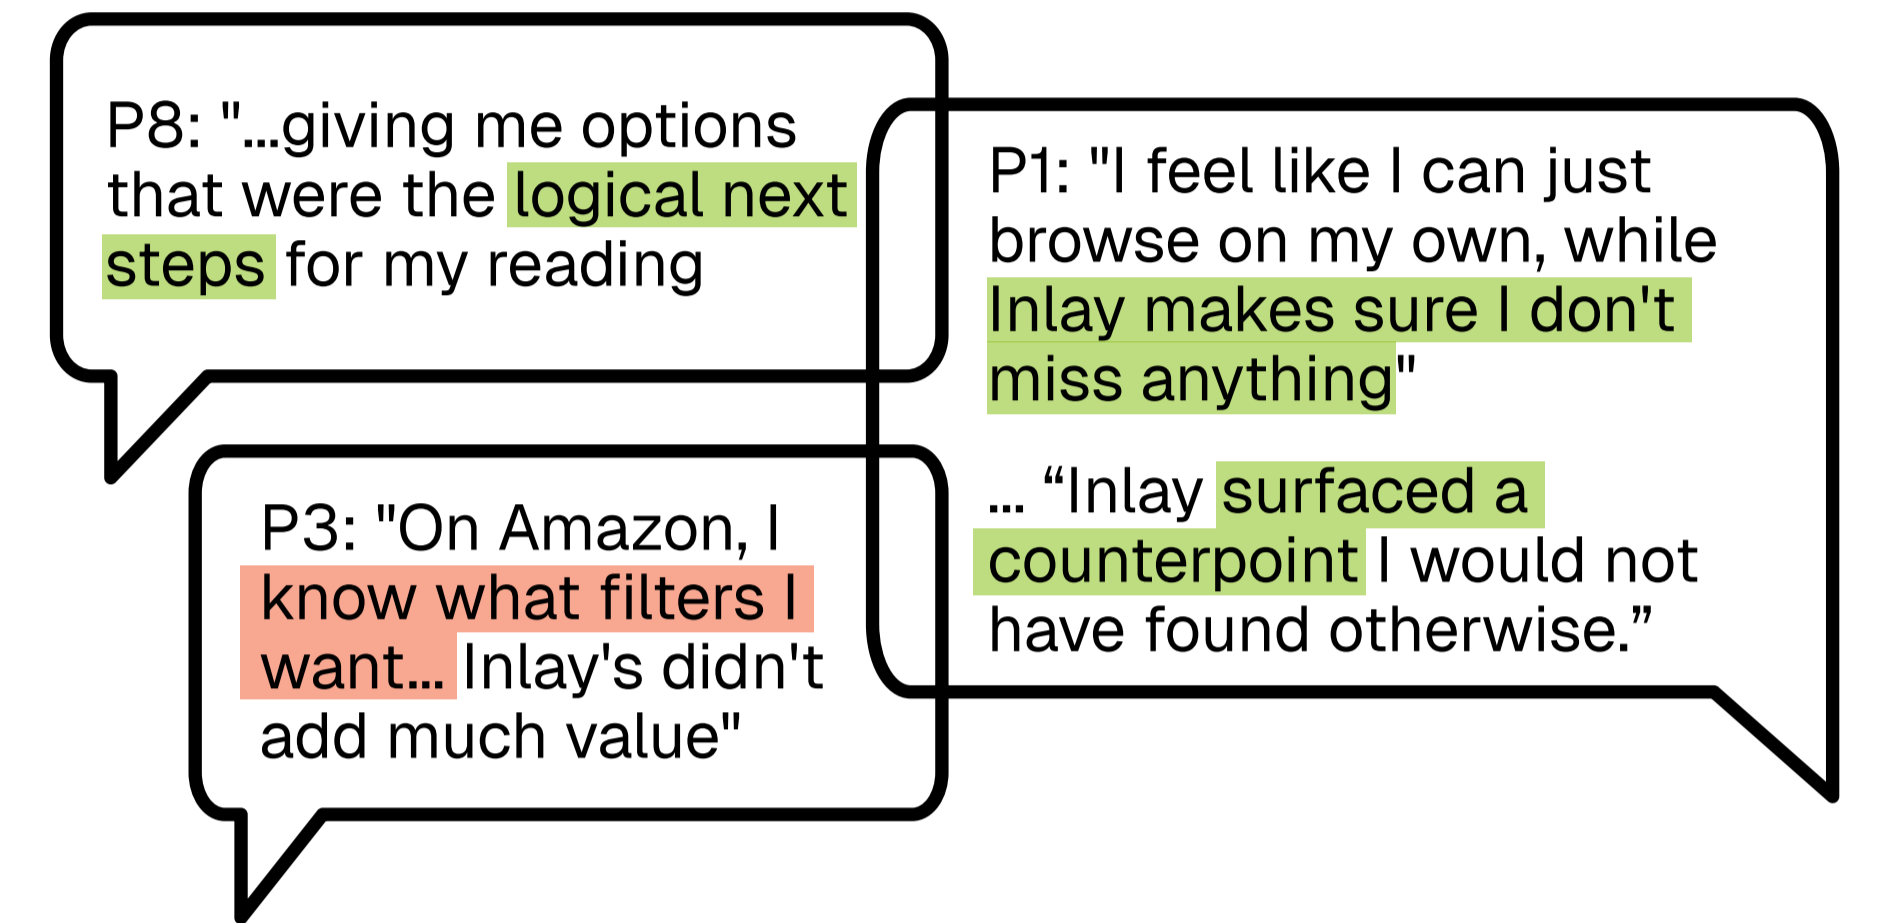 P8: "...giving me options
that were the logical next
steps for my reading
P1: "I feel like I can just
browse on my own, while
Inlay makes sure I don't
miss anything"
... “Inlay surfaced a
counterpoint I would not
have found otherwise.”
P3: "On Amazon, I
know what filters I
want... Inlay's didn't
add much value"